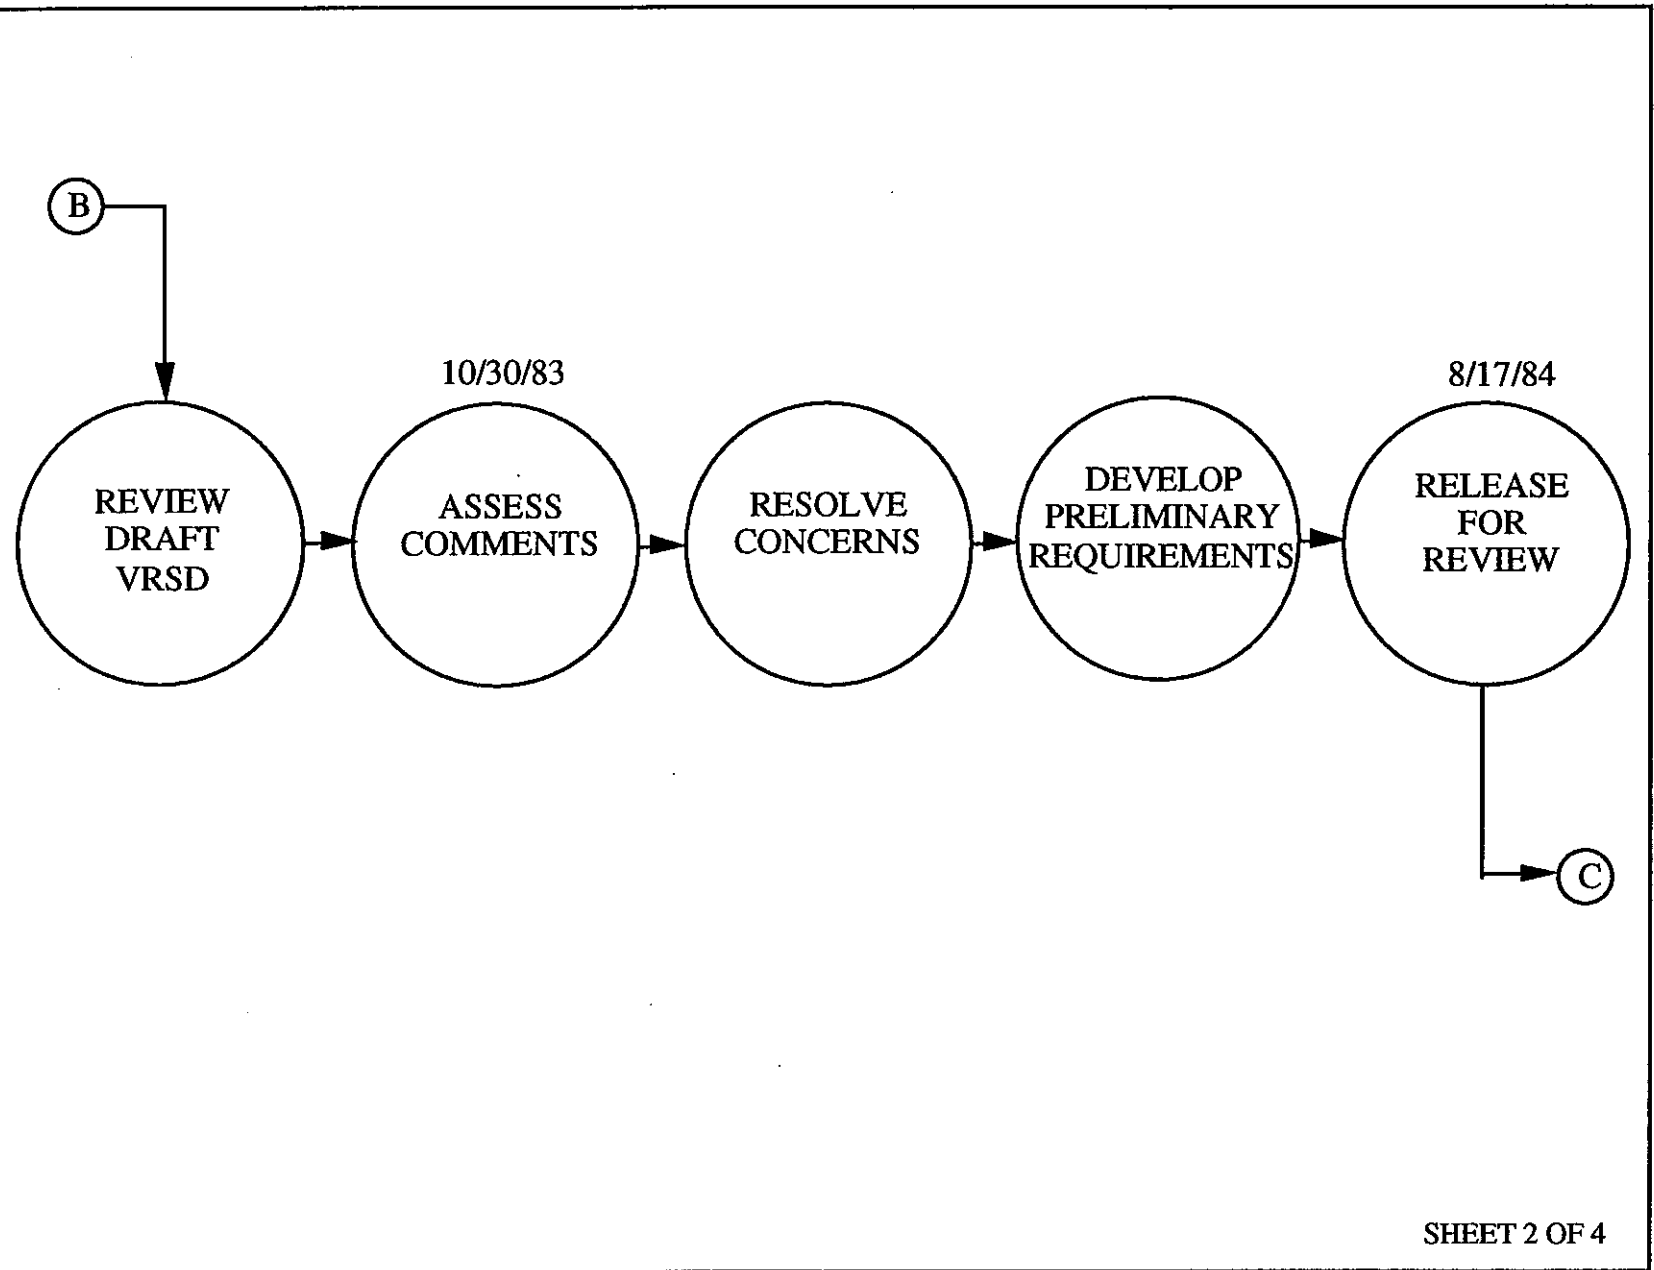 B
10/30/83
8/17/84
REVIEW
DRAFT
VRSD
ASSESS
COMMENTS
RESOLVE
CONCERNS
DEVELOP
PRELIMINARY
REQUIREMENTS
RELEASE
FOR
REVIEW
C
SHEET 2 OF 4